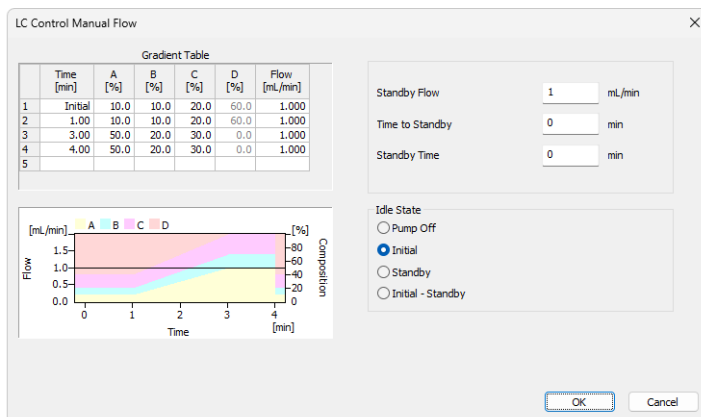 LC Control Manual Flow
Gradient Table
Time [min] A [%] B [%] C [%] D [%] Flow [mL/min]
1 Initial 10.0 10.0 20.0 60.0 1.000
2 1.00 10.0 10.0 20.0 60.0 1.000
3 3.00 50.0 20.0 30.0 0.0 1.000
4 4.00 50.0 20.0 30.0 0.0 1.000
5
Standby Flow 1 mL/min
Time to Standby 0 min
Standby Time 0 min
[mL/min] A B C D [%]
1.5
1.0
0.5
0.0
Flow
80
60
40
20
0
Composition
0 1 2 3 4
Time [min]
Idle State
Pump Off
Initial
Standby
Initial - Standby
OK Cancel